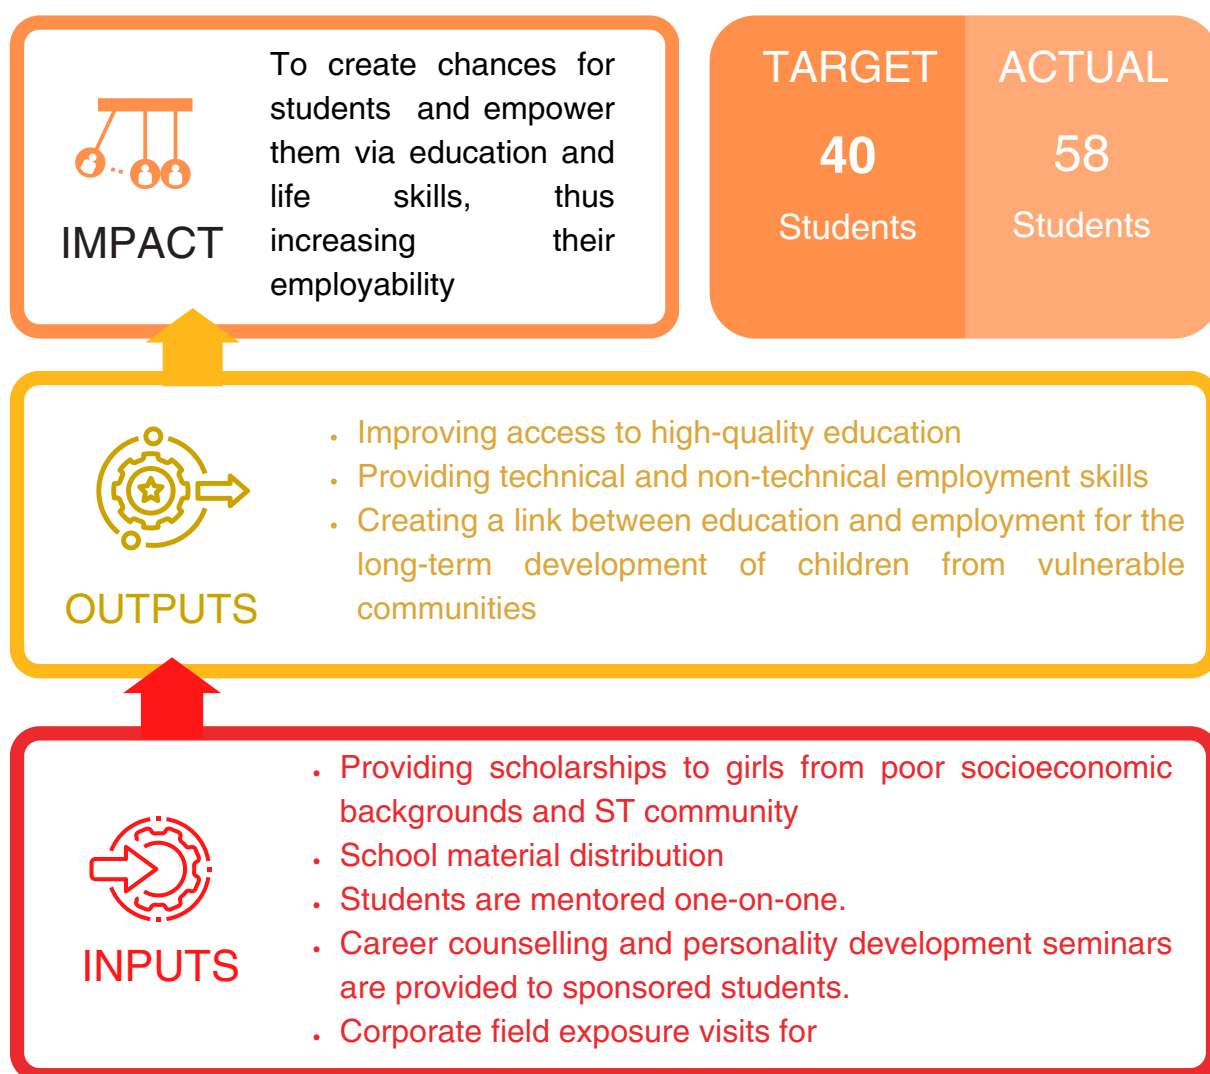 To create chances for
students and empower
them via education and
life skills, thus
increasing their
employability
IMPACT
TARGET
40
Students
ACTUAL
58
Students
• Improving access to high-quality education
• Providing technical and non-technical employment skills
• Creating a link between education and employment for the
long-term development of children from vulnerable
communities
OUTPUTS
• Providing scholarships to girls from poor socioeconomic
backgrounds and ST community
• School material distribution
• Students are mentored one-on-one.
• Career counselling and personality development seminars
are provided to sponsored students.
• Corporate field exposure visits for
INPUTS